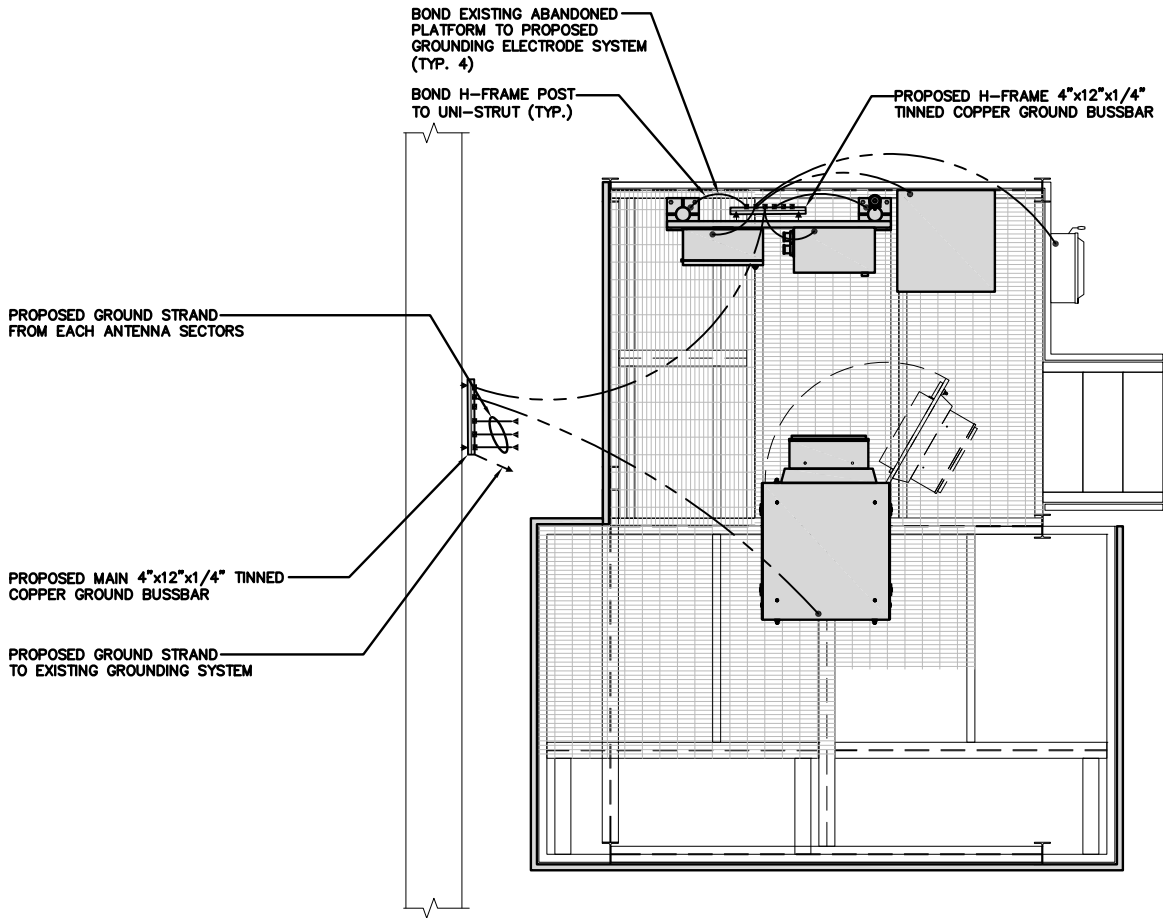 BOND EXISTING ABANDONED
PLATFORM TO PROPOSED
GROUNDING ELECTRODE SYSTEM
(TYP. 4)
BOND H-FRAME POST
TO UNI-STRUT (TYP.)
PROPOSED H-FRAME 4"x12"x1/4"
TINNED COPPER GROUND BUSSBAR
PROPOSED GROUND STRAND
FROM EACH ANTENNA SECTORS
PROPOSED MAIN 4"x12"x1/4" TINNED
COPPER GROUND BUSSBAR
PROPOSED GROUND STRAND
TO EXISTING GROUNDING SYSTEM